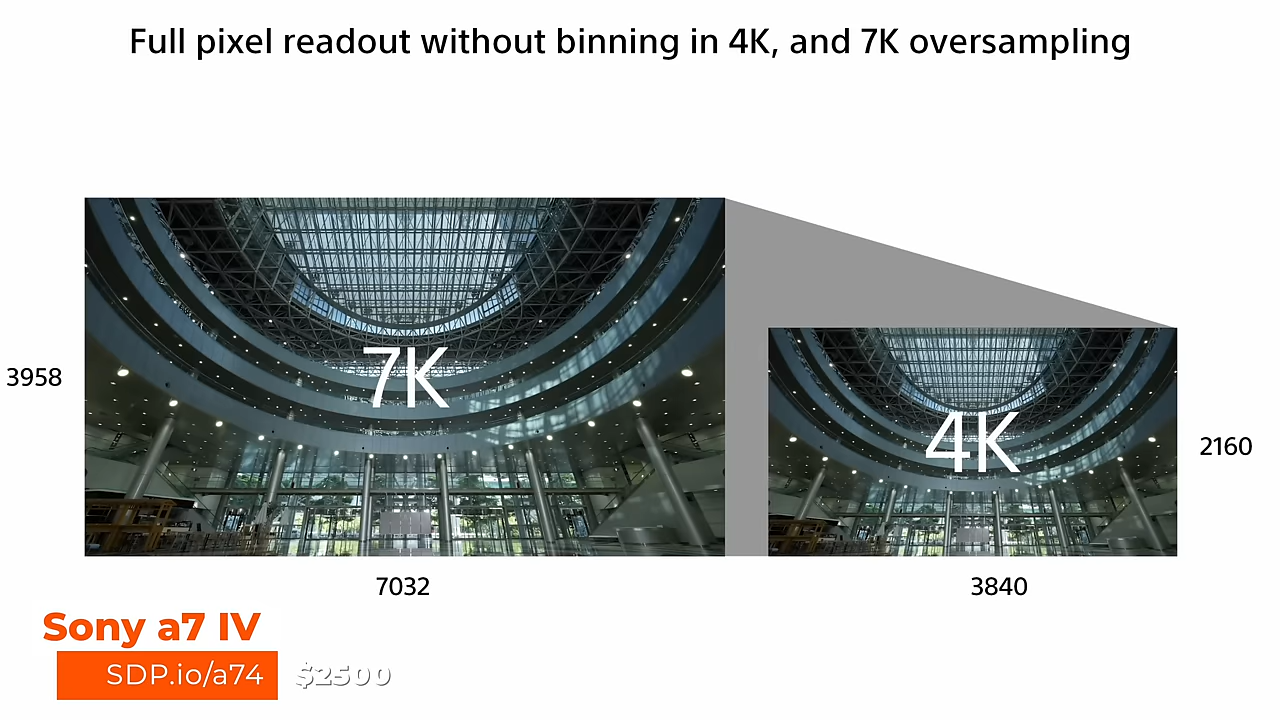 Full pixel readout without binning in 4K, and 7K oversampling
7K
3958
4K
2160
7032
3840
Sony a7 IV
SDP.io/a74
$2500